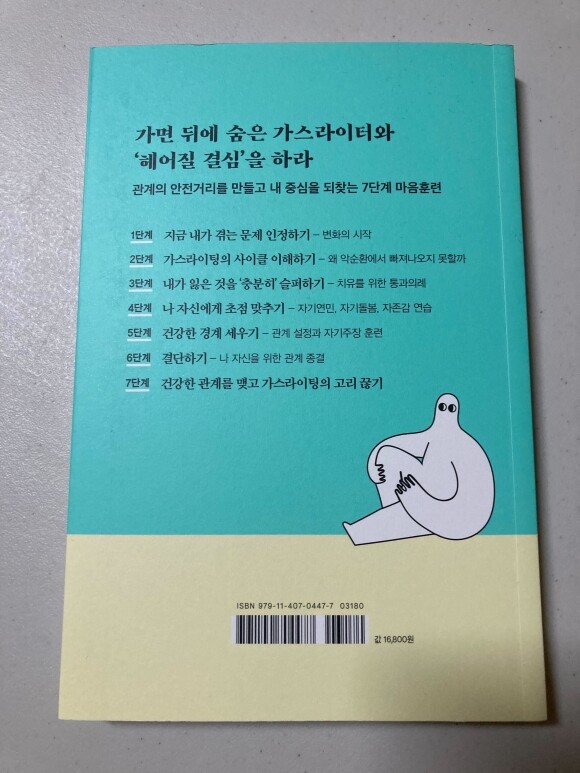 가면 뒤에 숨은 가스라이터와
‘헤어질 결심’을 하라
관계의 안전거리를 만들고 내 중심을 되찾는 7단계 마음훈련
1단계 지금 내가 겪는 문제 인정하기 – 변화의 시작
2단계 가스라이팅의 사이클 이해하기 – 왜 악순환에서 빠져나오지 못할까
3단계 내가 잃은 것을 ‘충분히’ 슬퍼하기 – 치유를 위한 통과의례
4단계 나 자신에게 초점 맞추기 – 자기연민, 자기돌봄, 자존감 연습
5단계 건강한 경계 세우기 – 관계 설정과 자기주장 훈련
6단계 결단하기 – 나 자신을 위한 관계 종결
7단계 건강한 관계를 맺고 가스라이팅의 고리 끊기
ISBN 979-11-407-0447-7 03180
값 16,800원